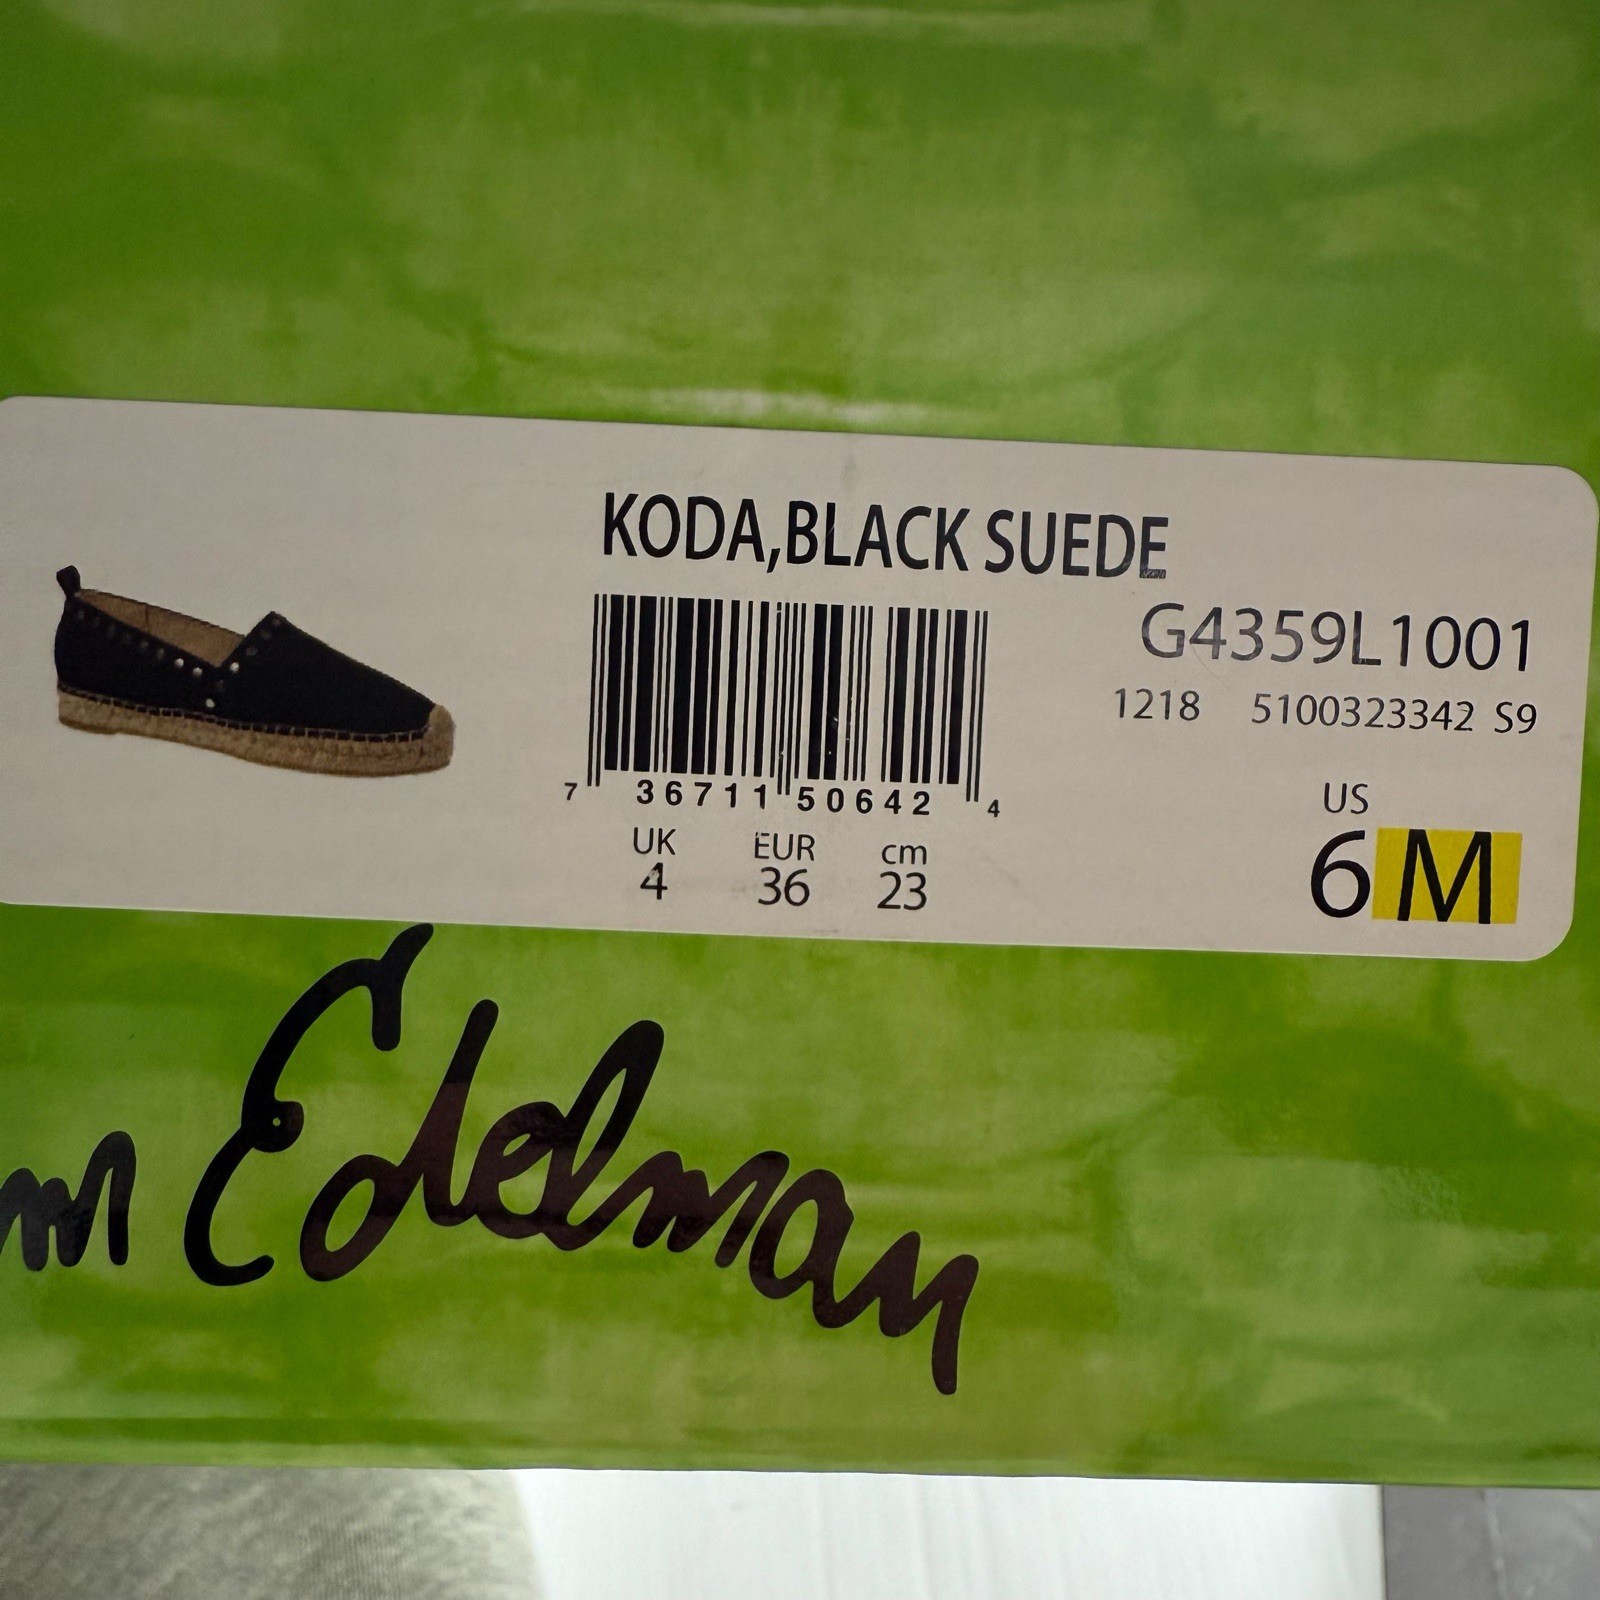 KODA,BLACK SUEDE
G4359L1001
1218 5100323342 S9
7 36711 50642 4
UK EUR cm
4 36 23
US
6 M
m Edelman